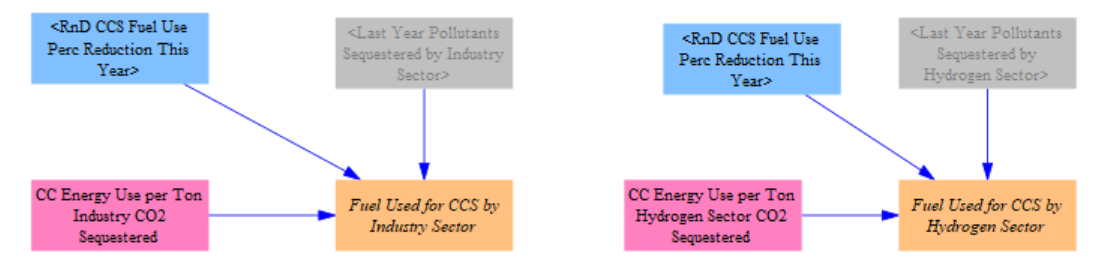 <RnD CCS Fuel Use
Perc Reduction This
Year>
<Last Year Pollutants
Sequestered by Industry
Sector>
CC Energy Use per Ton
Industry CO2
Sequestered
Fuel Used for CCS by
Industry Sector
<RnD CCS Fuel Use
Perc Reduction This
Year>
<Last Year Pollutants
Sequestered by
Hydrogen Sector>
CC Energy Use per Ton
Hydrogen Sector CO2
Sequestered
Fuel Used for CCS by
Hydrogen Sector